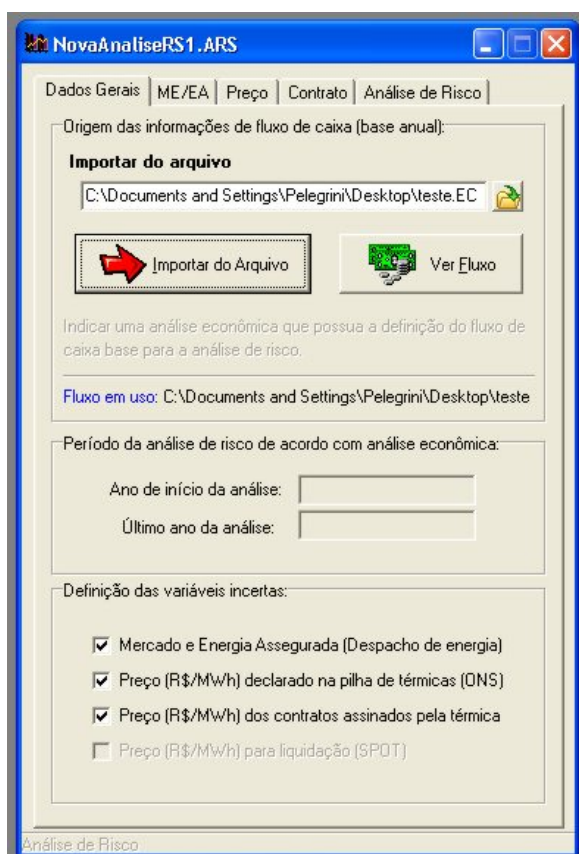 NovaAnaliseRS1.ARS
Dados Gerais ME/EA Preço Contrato Análise de Risco
Origem das informações de fluxo de caixa (base anual):
Importar do arquivo
C:\Documents and Settings\Pelegrini\Desktop\teste.EC
Importar do Arquivo Ver Fluxo
Indicar uma análise econômica que possua a definição do fluxo de
caixa base para a análise de risco.
Fluxo em uso: C:\Documents and Settings\Pelegrini\Desktop\teste
Período da análise de risco de acordo com análise econômica:
Ano de início da análise:
Último ano da análise:
Definição das variáveis incertas:
Mercado e Energia Assegurada (Despacho de energia)
Preço (R$/MWh) declarado na pilha de térmicas (ONS)
Preço (R$/MWh) dos contratos assinados pela térmica
Preço (R$/MWh) para liquidação (SPOT)
Análise de Risco